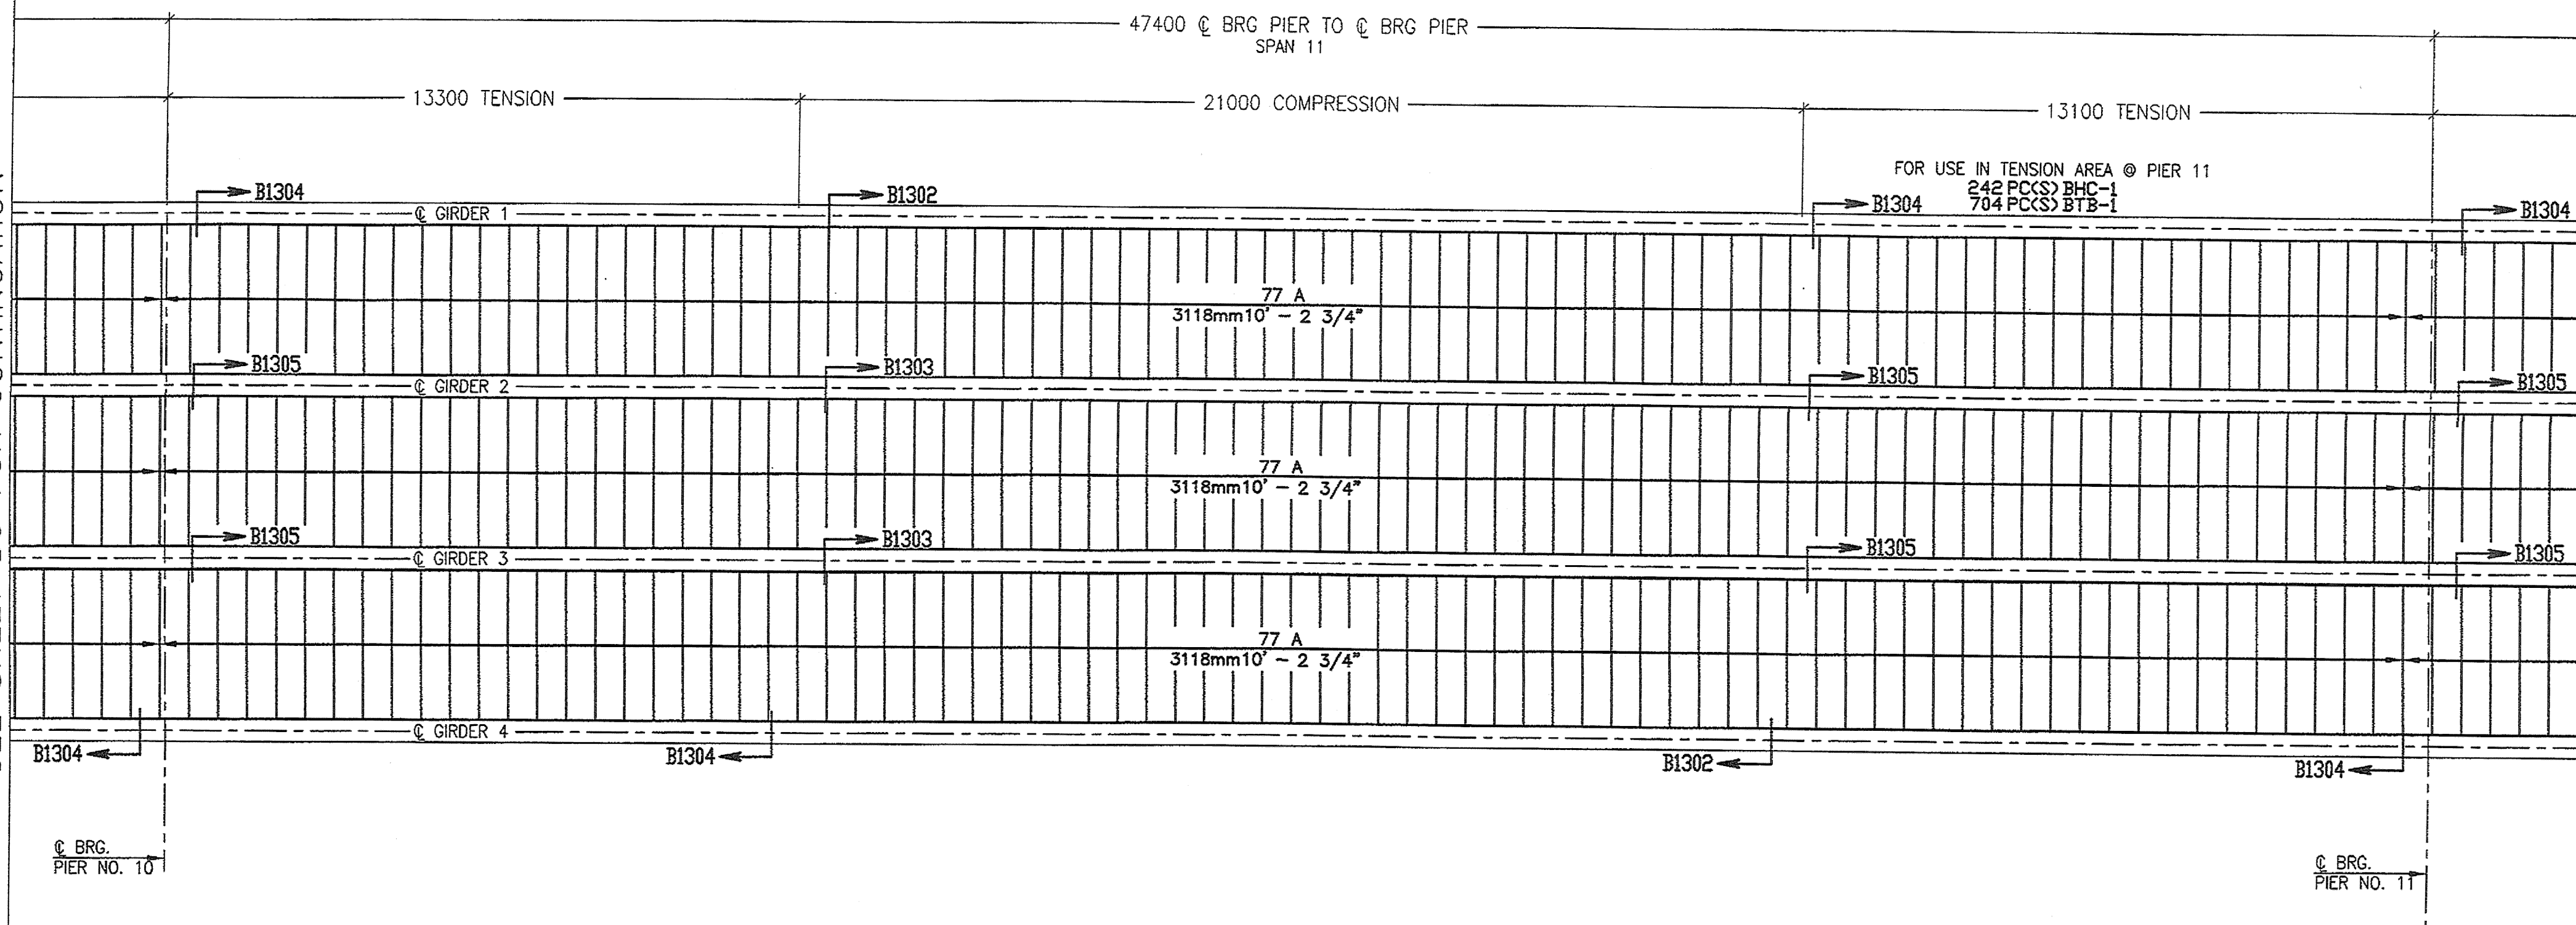 47400 ℄ BRG PIER TO ℄ BRG PIER
SPAN 11
13300 TENSION
21000 COMPRESSION
13100 TENSION
FOR USE IN TENSION AREA @ PIER 11
242 PC(S) BHC-1
704 PC(S) BTB-1
B1304
B1302
B1304
B1304
℄ GIRDER 1
77 A
3118mm10' - 2 3/4"
B1305
B1303
B1305
B1305
℄ GIRDER 2
77 A
3118mm10' - 2 3/4"
B1305
B1303
B1305
B1305
℄ GIRDER 3
77 A
3118mm10' - 2 3/4"
℄ GIRDER 4
B1304
B1304
B1302
B1304
℄ BRG.
PIER NO. 10
℄ BRG.
PIER NO. 11